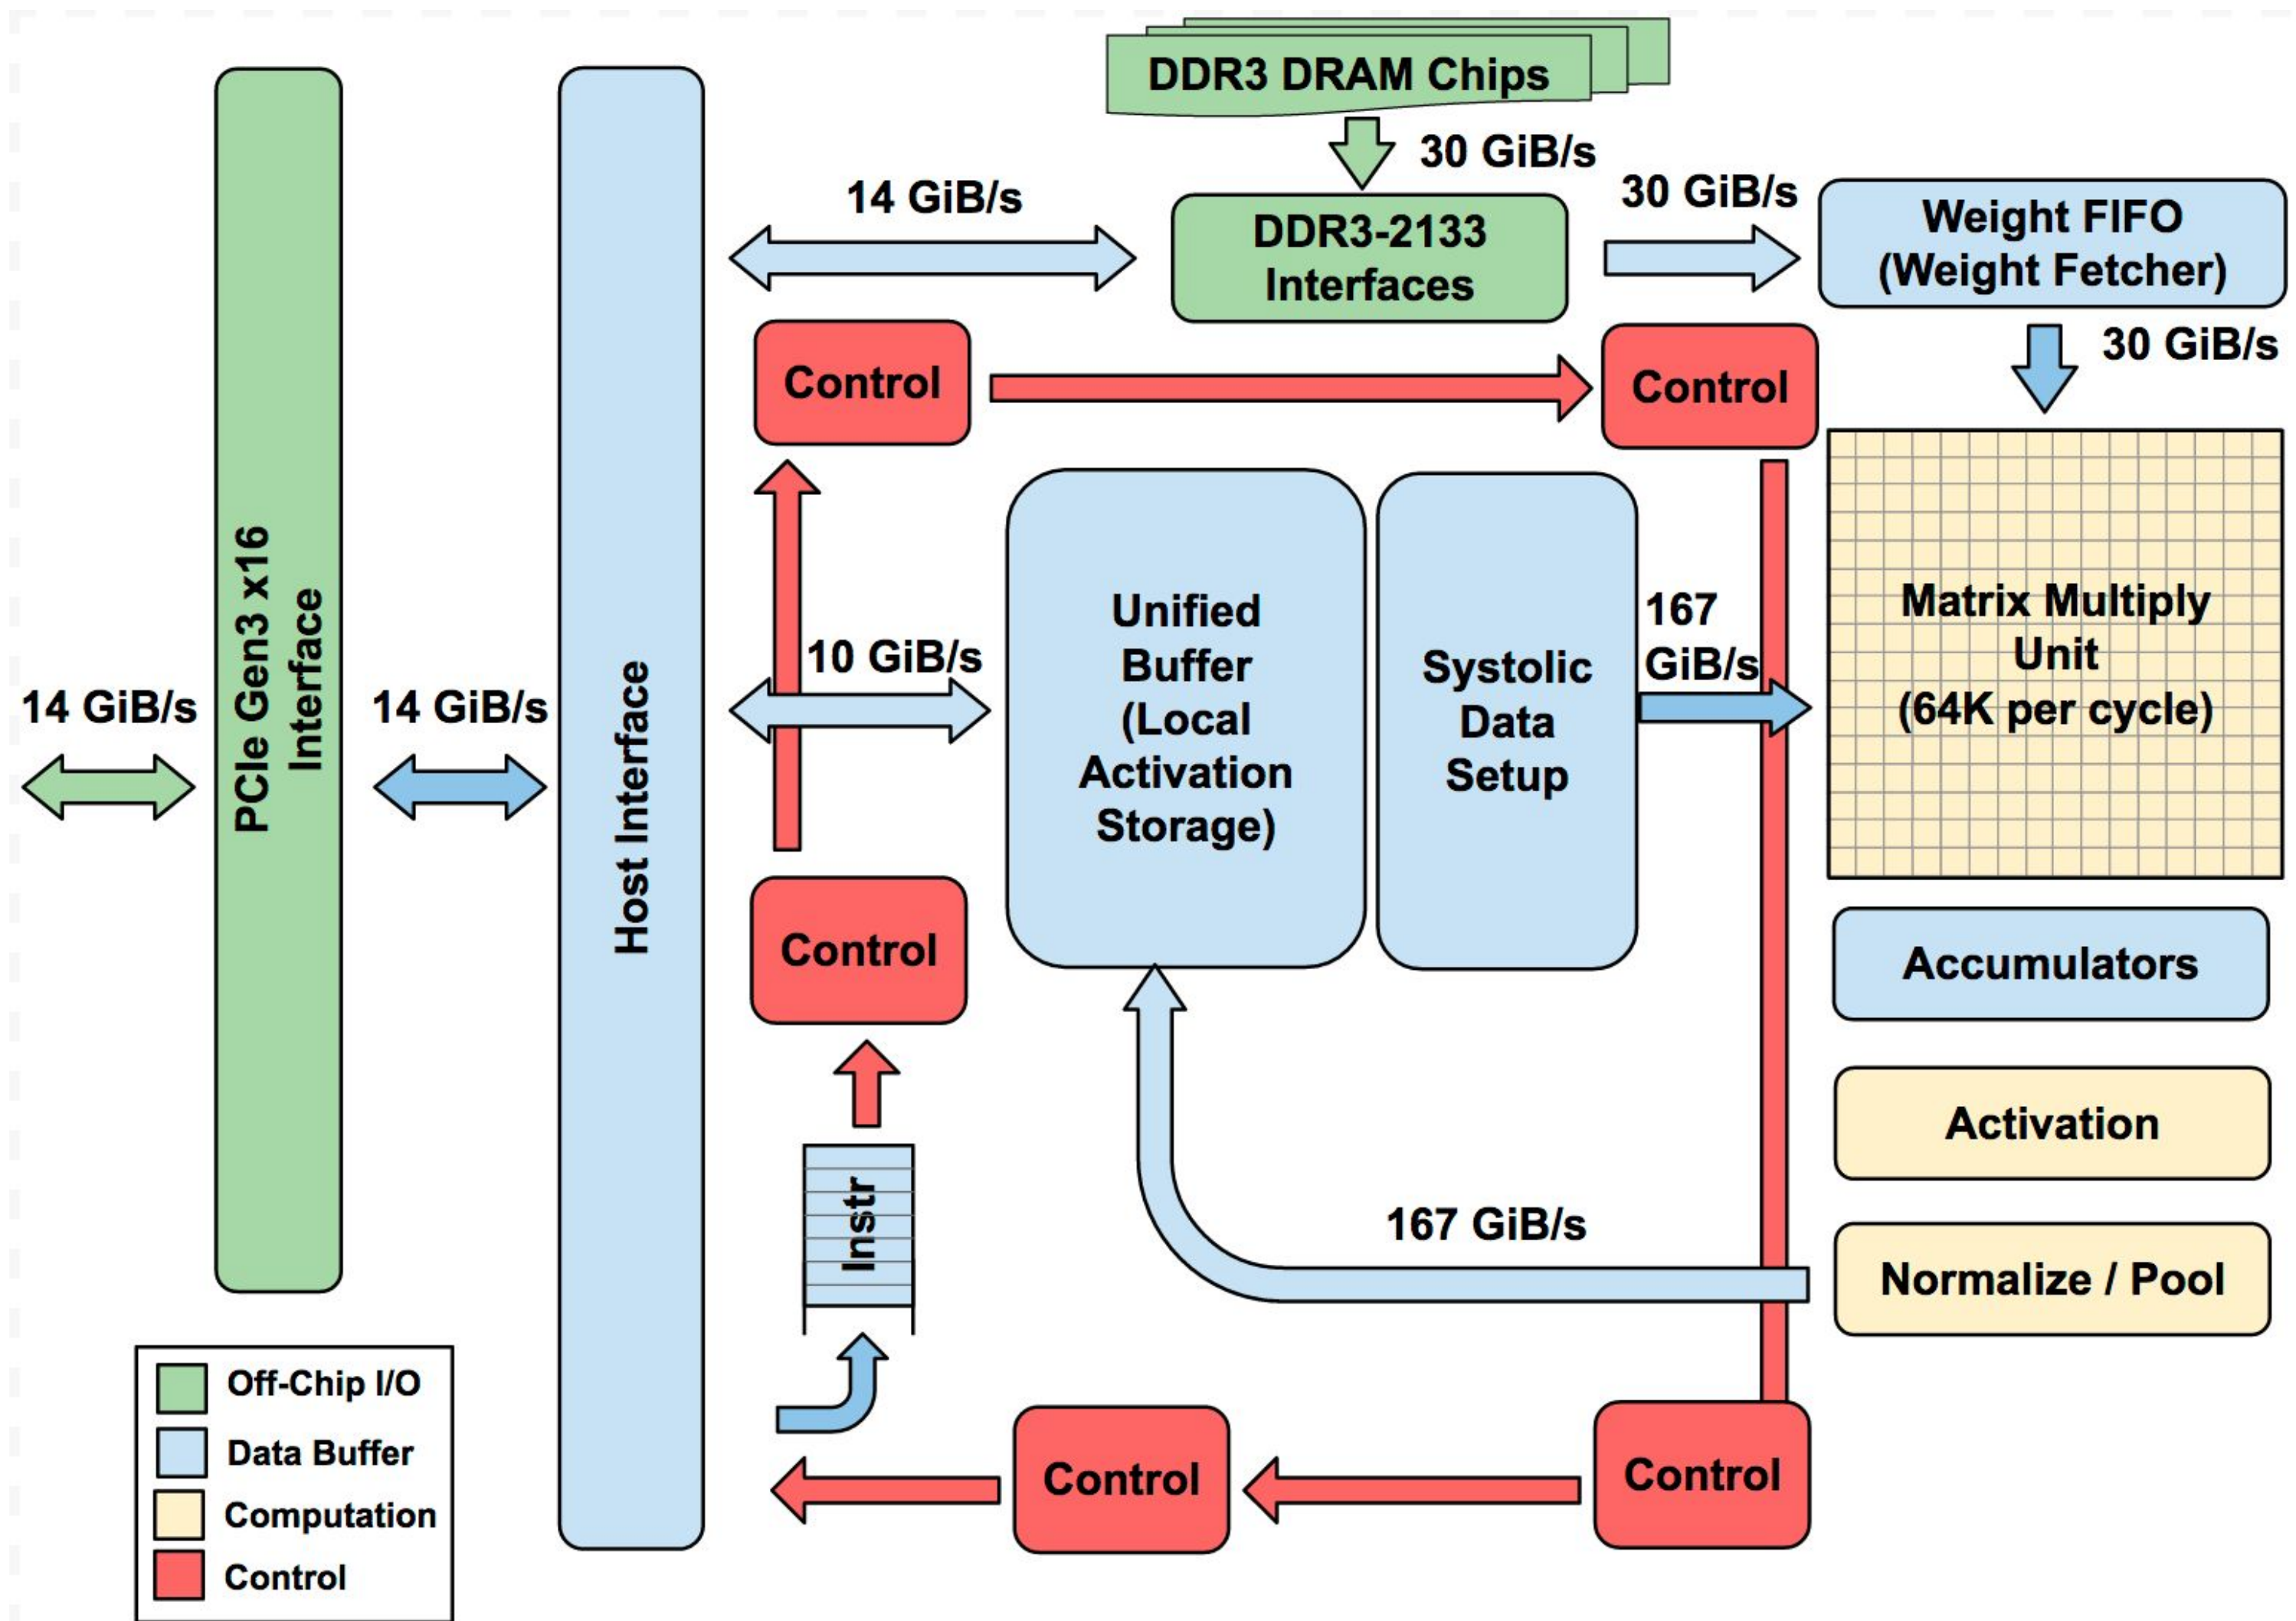 DDR3 DRAM Chips
30 GiB/s
14 GiB/s
DDR3-2133
Interfaces
30 GiB/s
Weight FIFO
(Weight Fetcher)
30 GiB/s
Control
Control
PCIe Gen3 x16
Interface
Host Interface
14 GiB/s
14 GiB/s
10 GiB/s
Unified
Buffer
(Local
Activation
Storage)
Systolic
Data
Setup
167
GiB/s
Matrix Multiply
Unit
(64K per cycle)
Control
Accumulators
Activation
Instr
167 GiB/s
Normalize / Pool
Control
Control
Off-Chip I/O
Data Buffer
Computation
Control